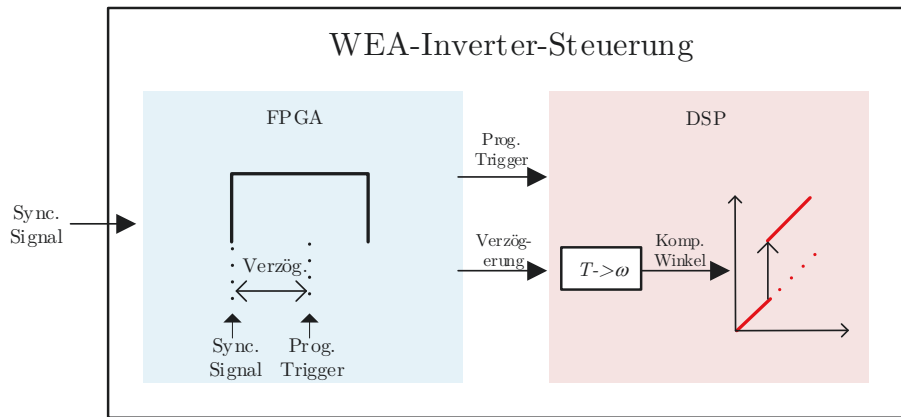 WEA-Inverter-Steuerung
FPGA
DSP
Prog.
Trigger
Sync.
Signal
Verzög.
Verzög-
erung
T->ω
Komp.
Winkel
Sync.
Signal
Prog.
Trigger